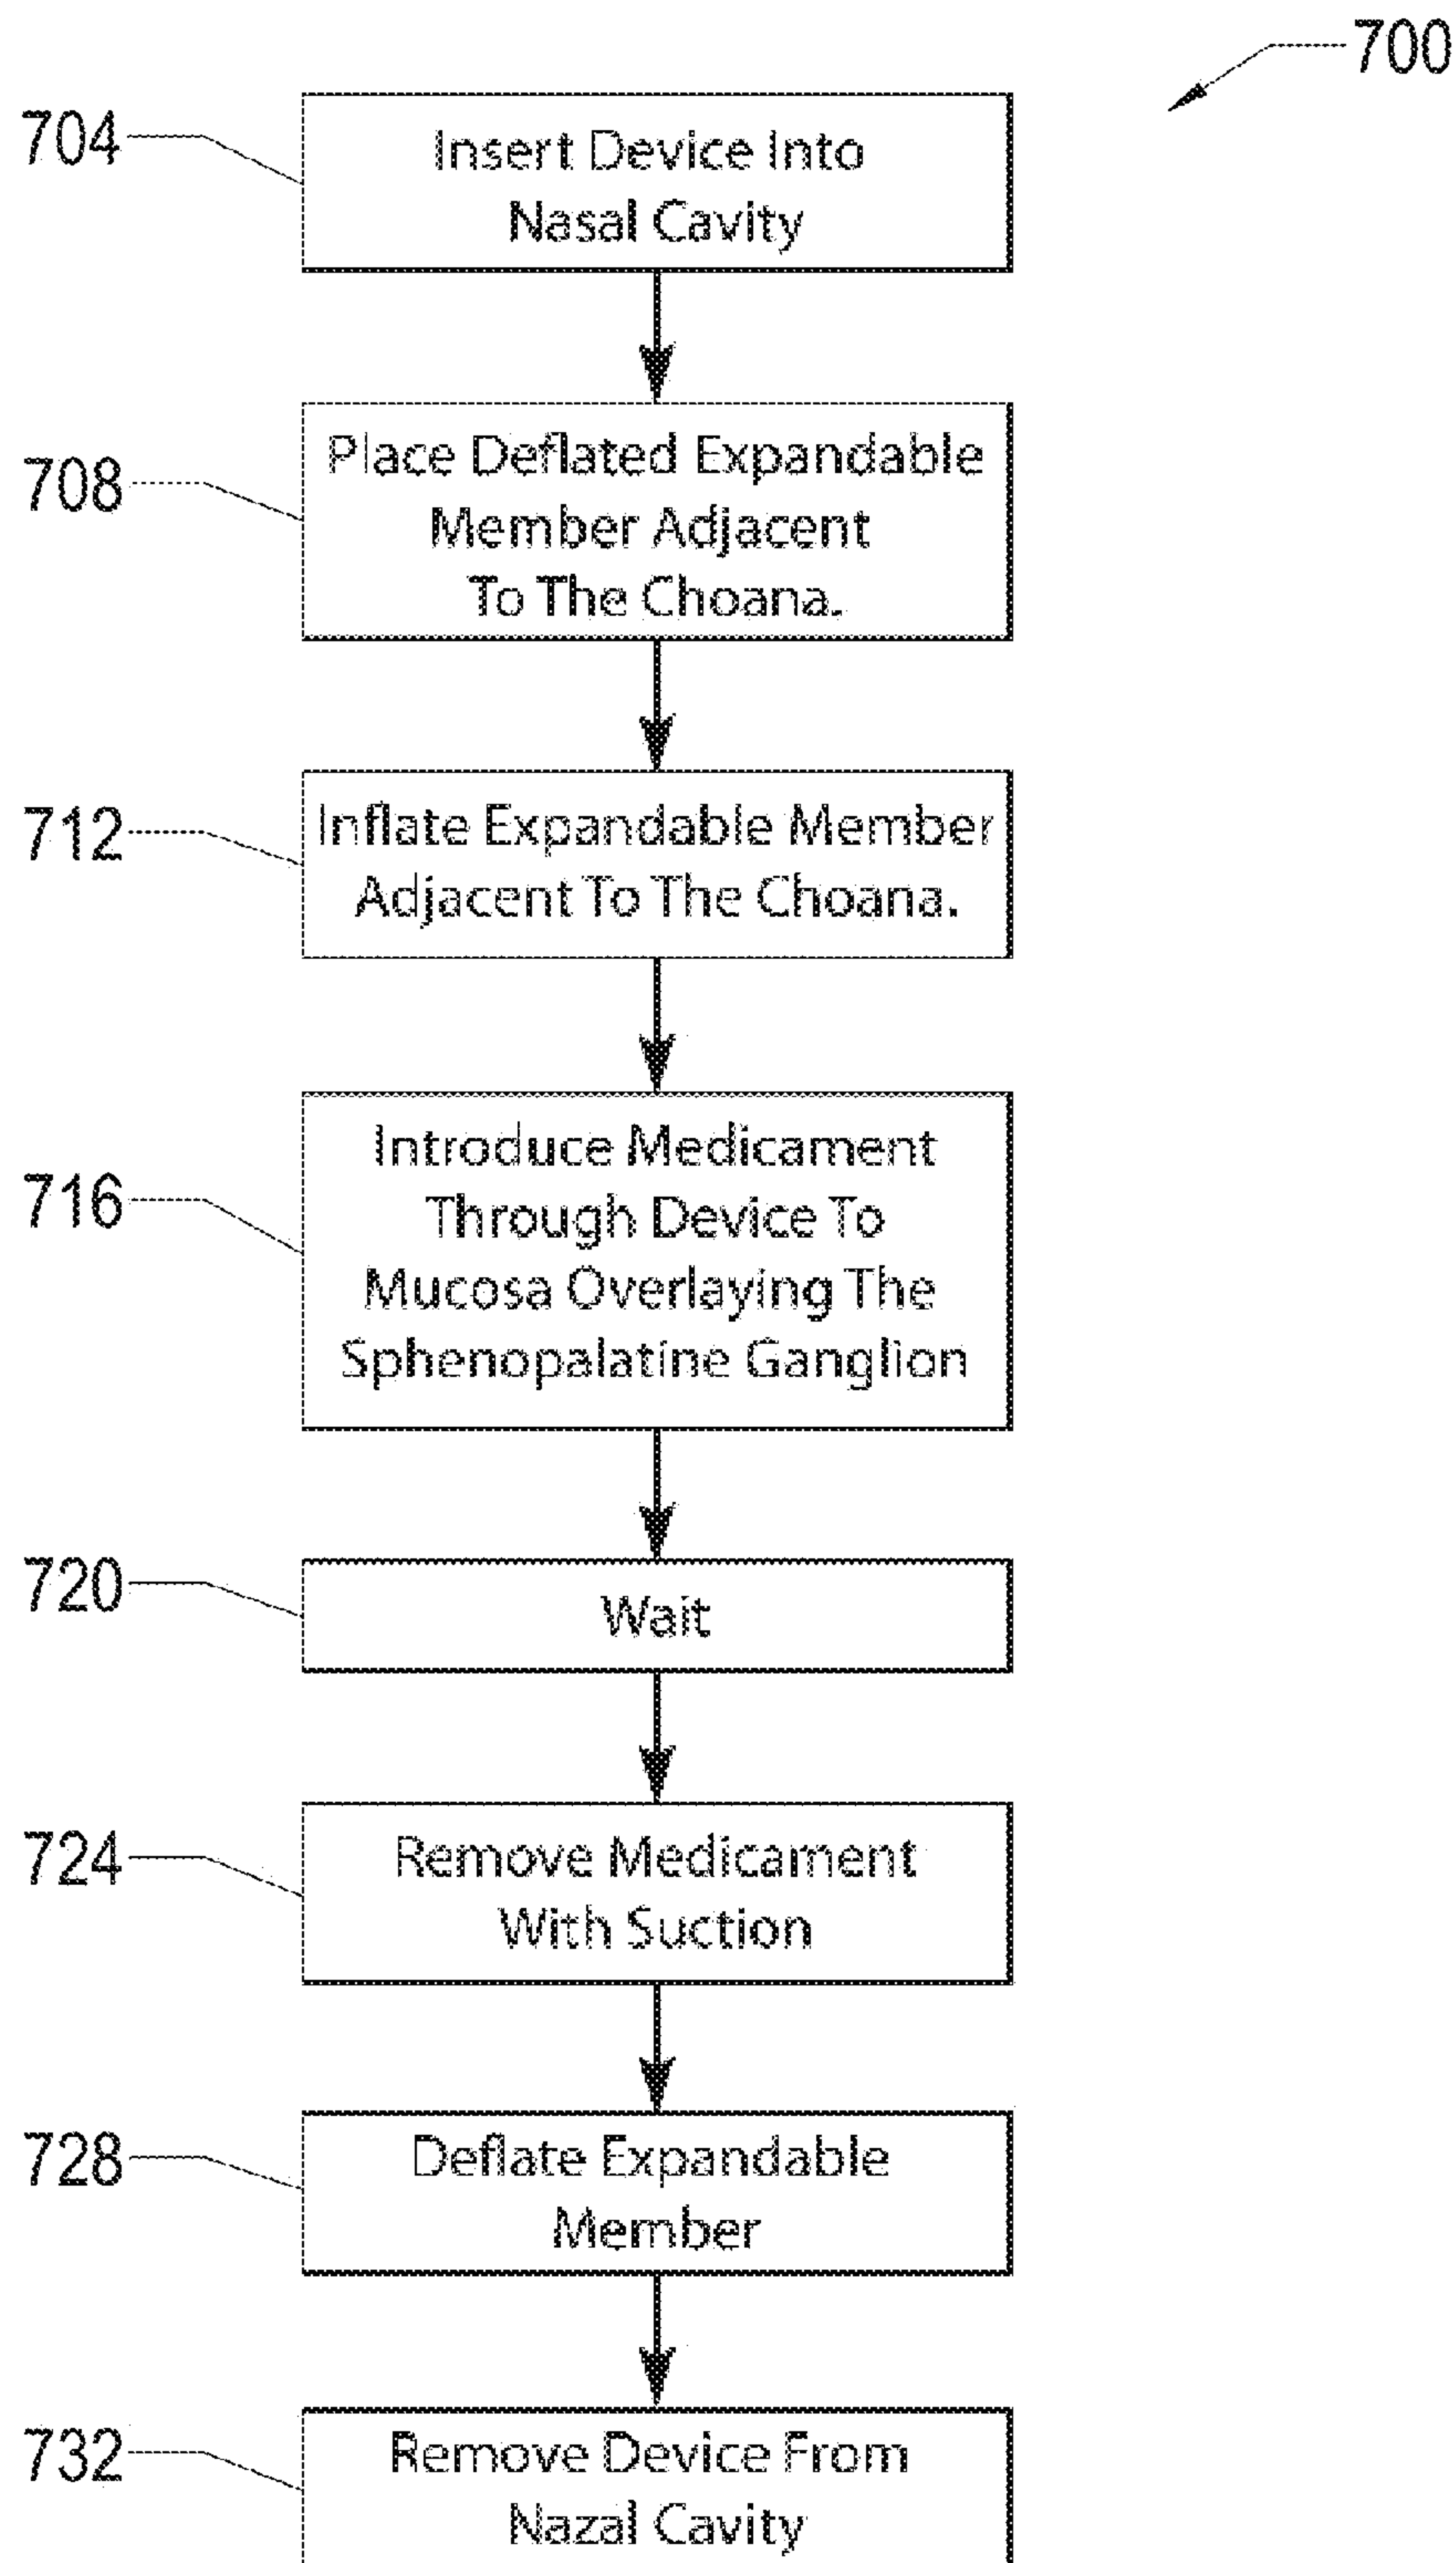 700
704
Insert Device Into
Nasal Cavity
708
Place Deflated Expandable
Member Adjacent
To The Choana.
712
Inflate Expandable Member
Adjacent To The Choana.
716
Introduce Medicament
Through Device To
Mucosa Overlaying The
Sphenopalatine Ganglion
720
Wait
724
Remove Medicament
With Suction
728
Deflate Expandable
Member
732
Remove Device From
Nazal Cavity